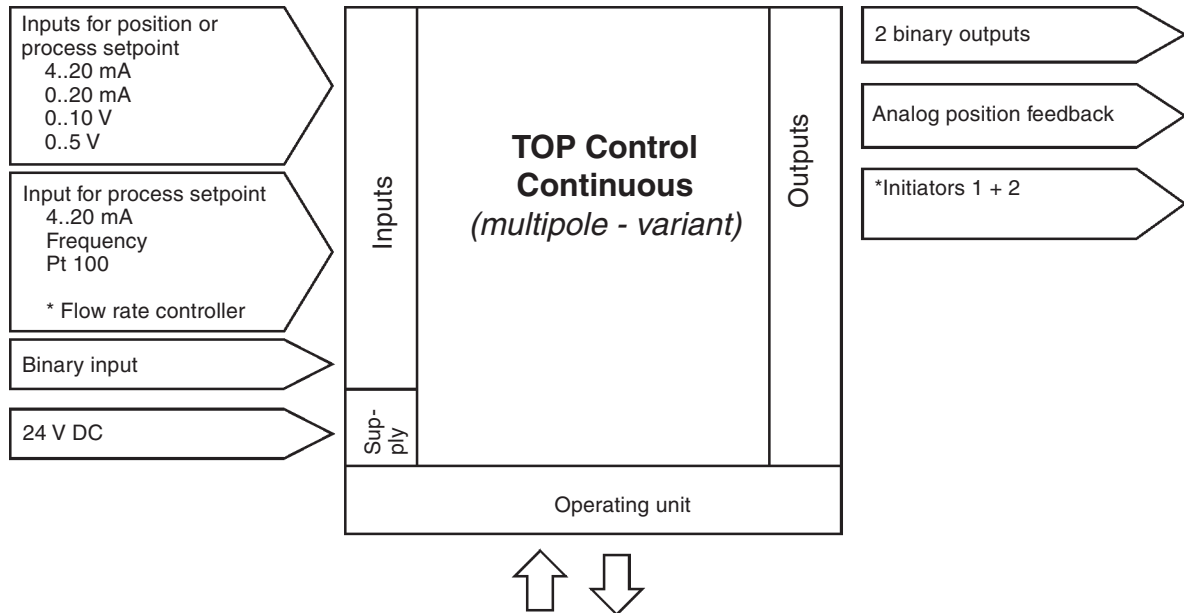 Inputs for position or
process setpoint
4..20 mA
0..20 mA
0..10 V
0..5 V
Input for process setpoint
4..20 mA
Frequency
Pt 100
* Flow rate controller
Binary input
24 V DC
Inputs
Sup-
ply
TOP Control
Continuous
(multipole - variant)
Outputs
Operating unit
2 binary outputs
Analog position feedback
*Initiators 1 + 2